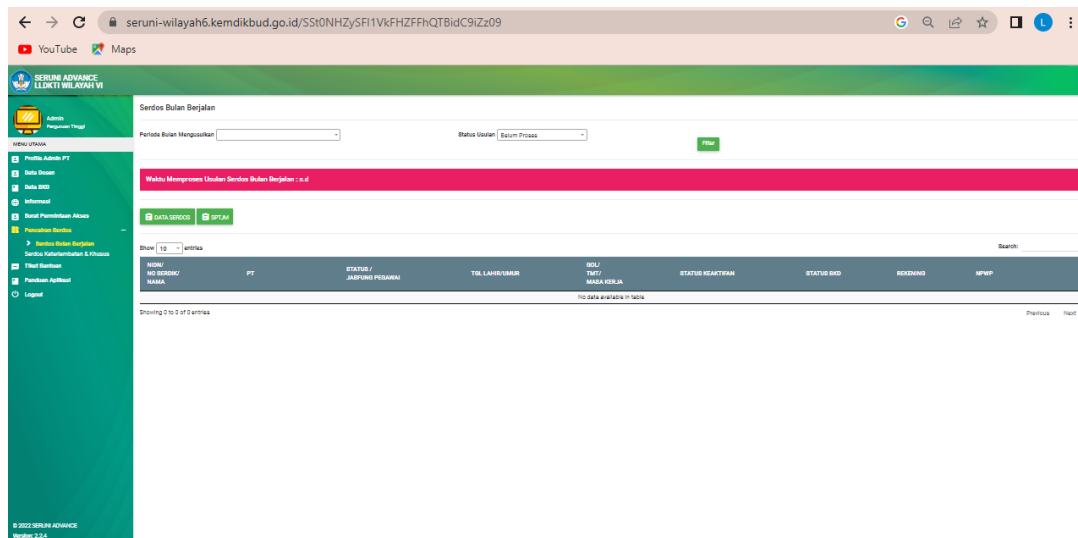 seruni-wilayah6.kemdikbud.go.id/SSt0NHZySFI1VkFHZFFhQTBidC9iZz09
G
L
YouTube Maps
SERUNI ADVANCE
LLDKTI WILAYAH VI
Admin
Perguruan Tinggi
MENU UTAMA
Profile Admin PT
Data Dosen
Data BKD
Informasi
Surat Permintaan Akses
Pencairan Serdos
Serdos Bulan Berjalan
Serdos Keterlambatan & Khusus
Tiket Bantuan
Panduan Aplikasi
Logout
© 2022 SERUNI ADVANCE
Version: 2.2.4
Serdos Bulan Berjalan
Periode Bulan Mengusulkan Status Usulan Belum Proses Filter
Waktu Memproses Usulan Serdos Bulan Berjalan : s.d
DATA SERDOS SPTJM
Show 10 entries Search:
NIDN/
NO SERDIK/
NAMA
PT
STATUS /
JABFUNG PEGAWAI
TGL LAHIR/UMUR
GOL/
TMT/
MASA KERJA
STATUS KEAKTIFAN
STATUS BKD
REKENING
NPWP
No data available in table
Showing 0 to 0 of 0 entries Previous Next